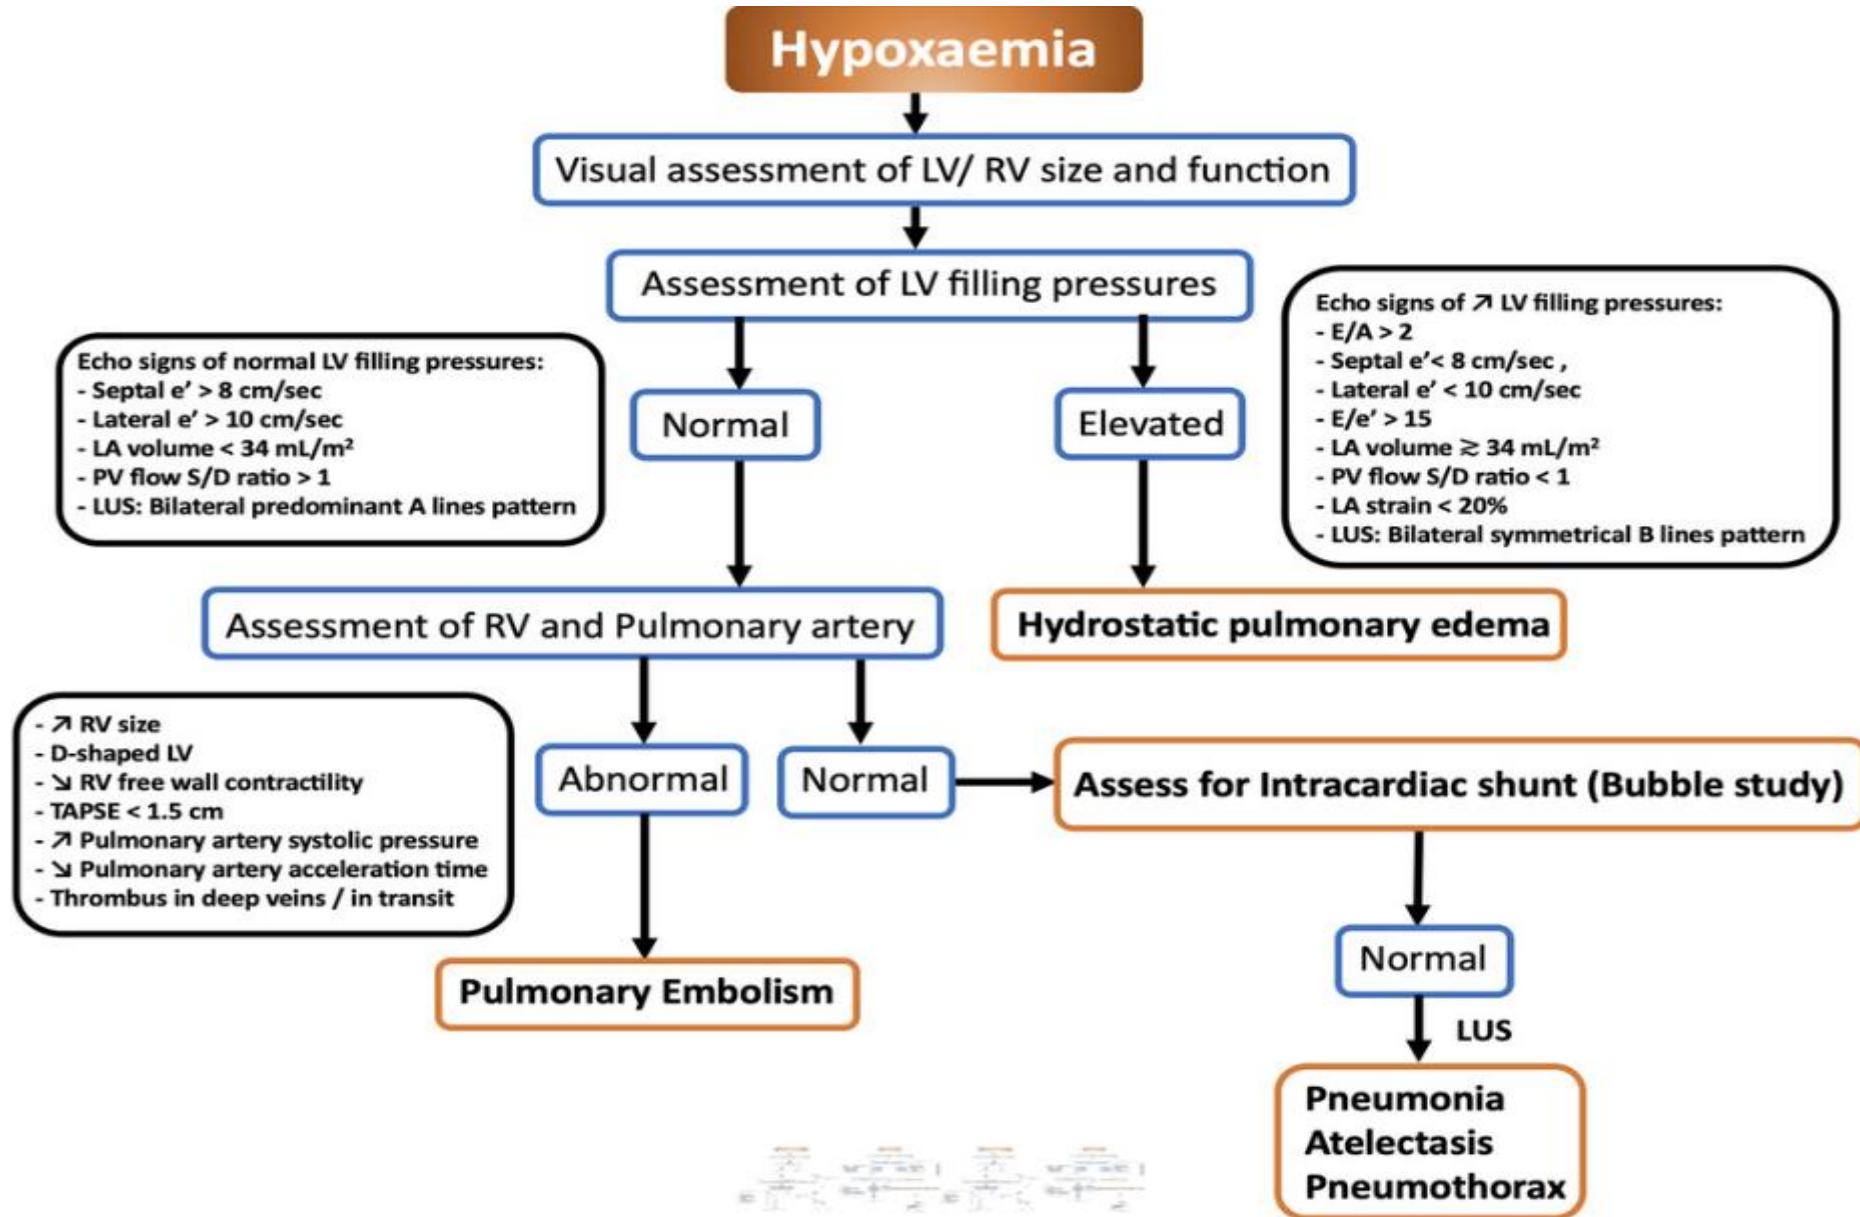 Hypoxaemia
Visual assessment of LV/ RV size and function
Assessment of LV filling pressures
Echo signs of normal LV filling pressures:
- Septal e’ > 8 cm/sec
- Lateral e’ > 10 cm/sec
- LA volume < 34 mL/m²
- PV flow S/D ratio > 1
- LUS: Bilateral predominant A lines pattern
Normal
Elevated
Echo signs of ↗ LV filling pressures:
- E/A > 2
- Septal e’< 8 cm/sec ,
- Lateral e’ < 10 cm/sec
- E/e’ > 15
- LA volume ≳ 34 mL/m²
- PV flow S/D ratio < 1
- LA strain < 20%
- LUS: Bilateral symmetrical B lines pattern
Assessment of RV and Pulmonary artery
Hydrostatic pulmonary edema
- ↗ RV size
- D-shaped LV
- ↘ RV free wall contractility
- TAPSE < 1.5 cm
- ↗ Pulmonary artery systolic pressure
- ↘ Pulmonary artery acceleration time
- Thrombus in deep veins / in transit
Abnormal
Normal
Assess for Intracardiac shunt (Bubble study)
Pulmonary Embolism
Normal
LUS
Pneumonia
Atelectasis
Pneumothorax